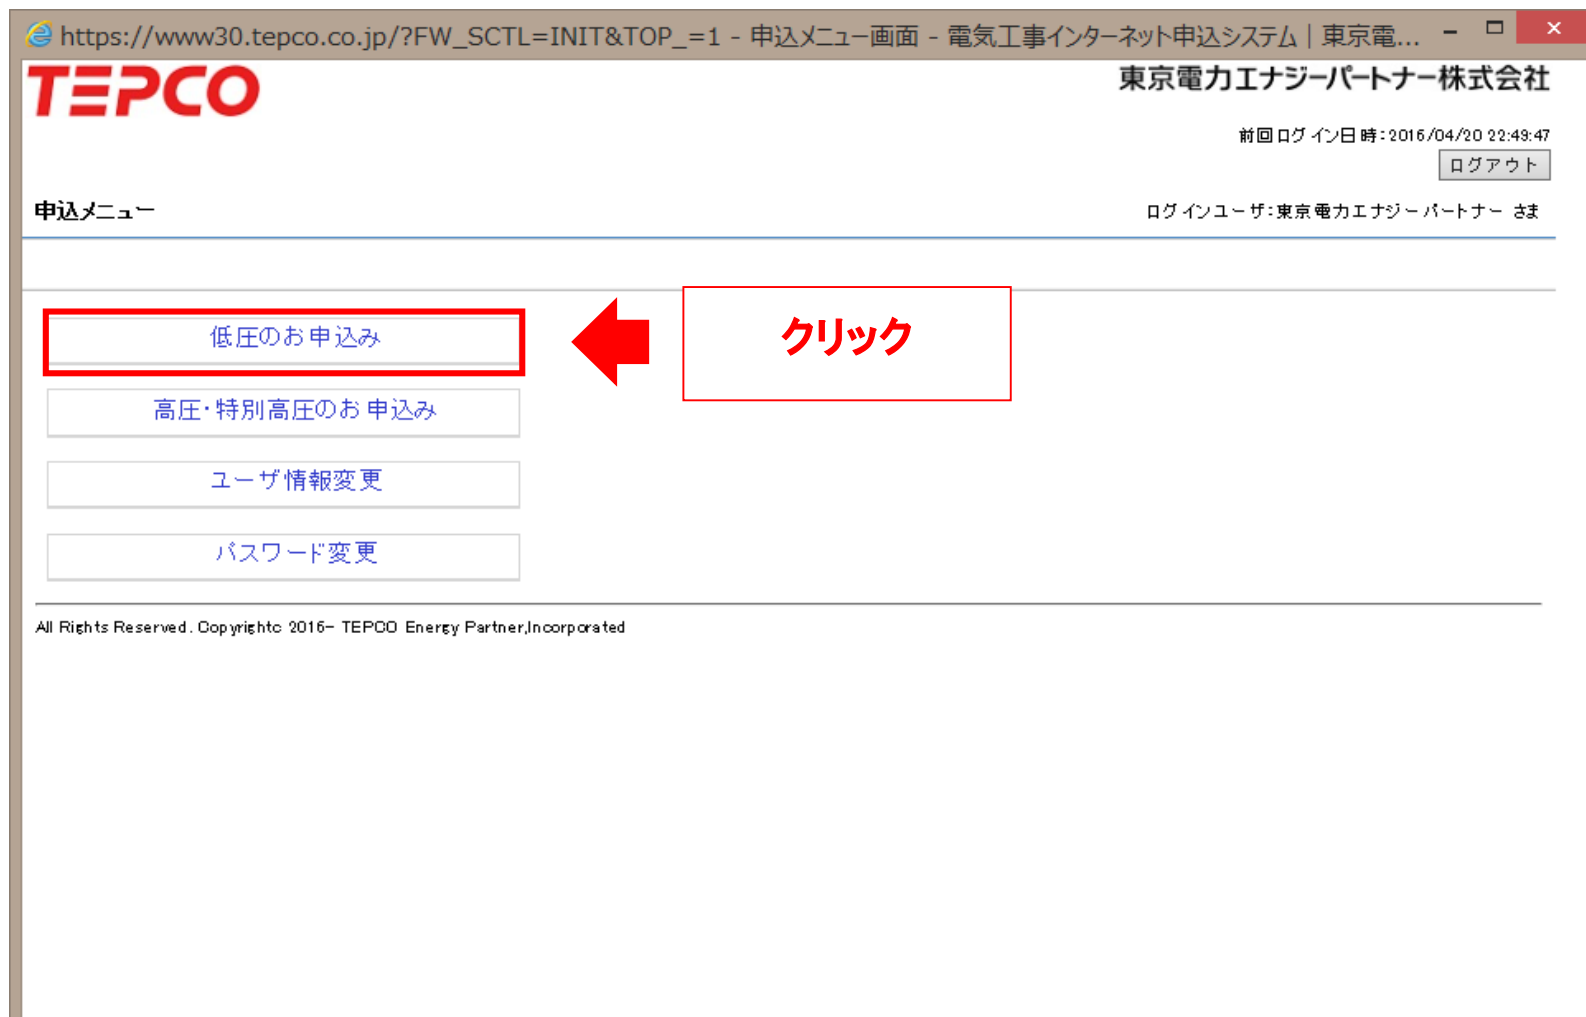 https://www30.tepco.co.jp/?FW_SCTL=INIT&TOP_=1 - 申込メニュー画面 - 電気工事インターネット申込システム | 東京電...
TEPCO
東京電力エナジーパートナー株式会社
前回ログイン日時:2016/04/20 22:49:47
ログアウト
申込メニュー
ログインユーザ:東京電力エナジーパートナー さま
低圧のお申込み
クリック
高圧・特別高圧のお申込み
ユーザ情報変更
パスワード変更
All Rights Reserved. Copyrightc 2016- TEPCO Energy Partner,Incorporated